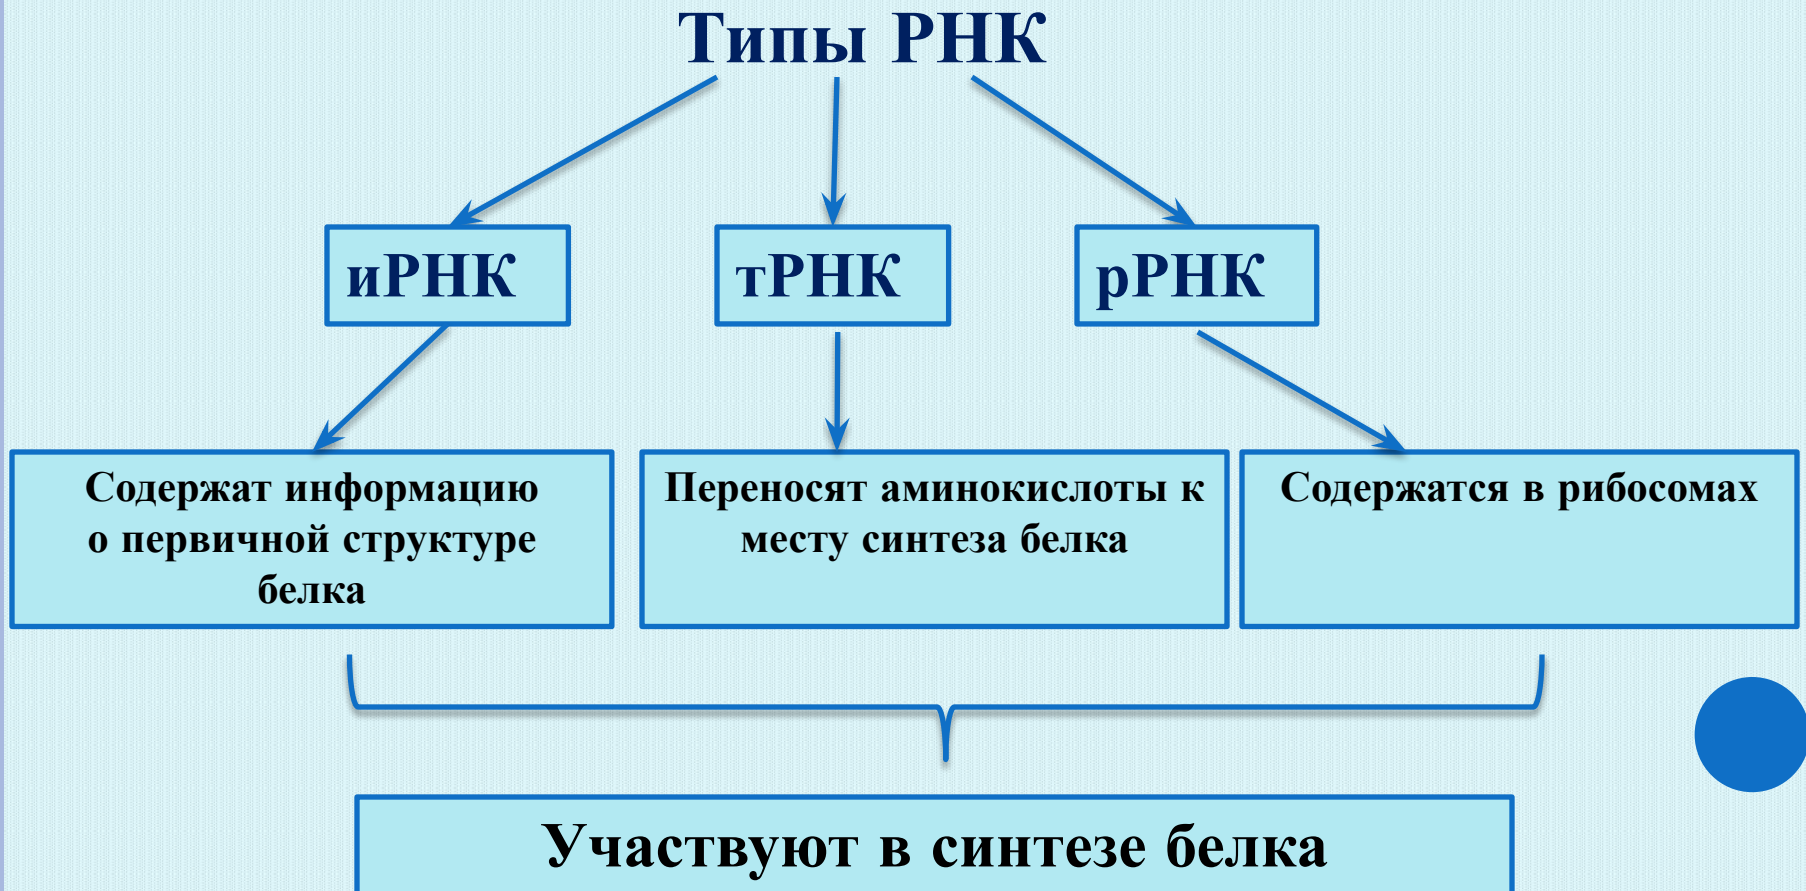 Типы РНК
иРНК
тРНК
рРНК
Содержат информацию
о первичной структуре
белка
Переносят аминокислоты к
месту синтеза белка
Содержатся в рибосомах
Участвуют в синтезе белка